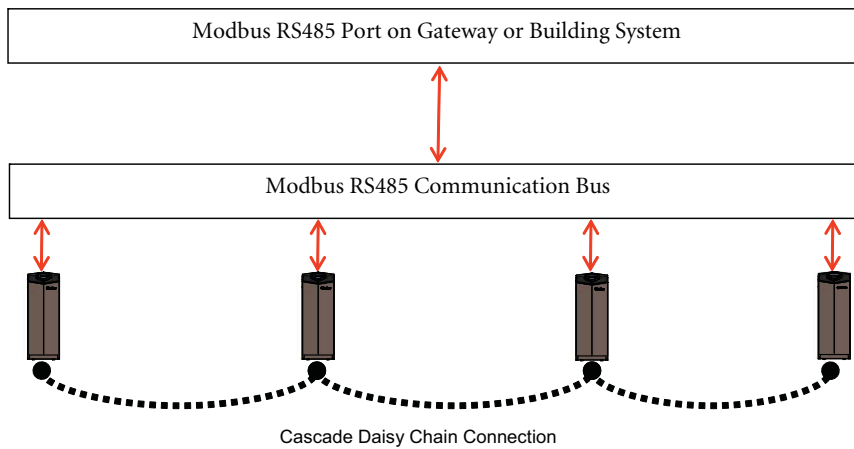 Modbus RS485 Port on Gateway or Building System
Modbus RS485 Communication Bus
Cascade Daisy Chain Connection